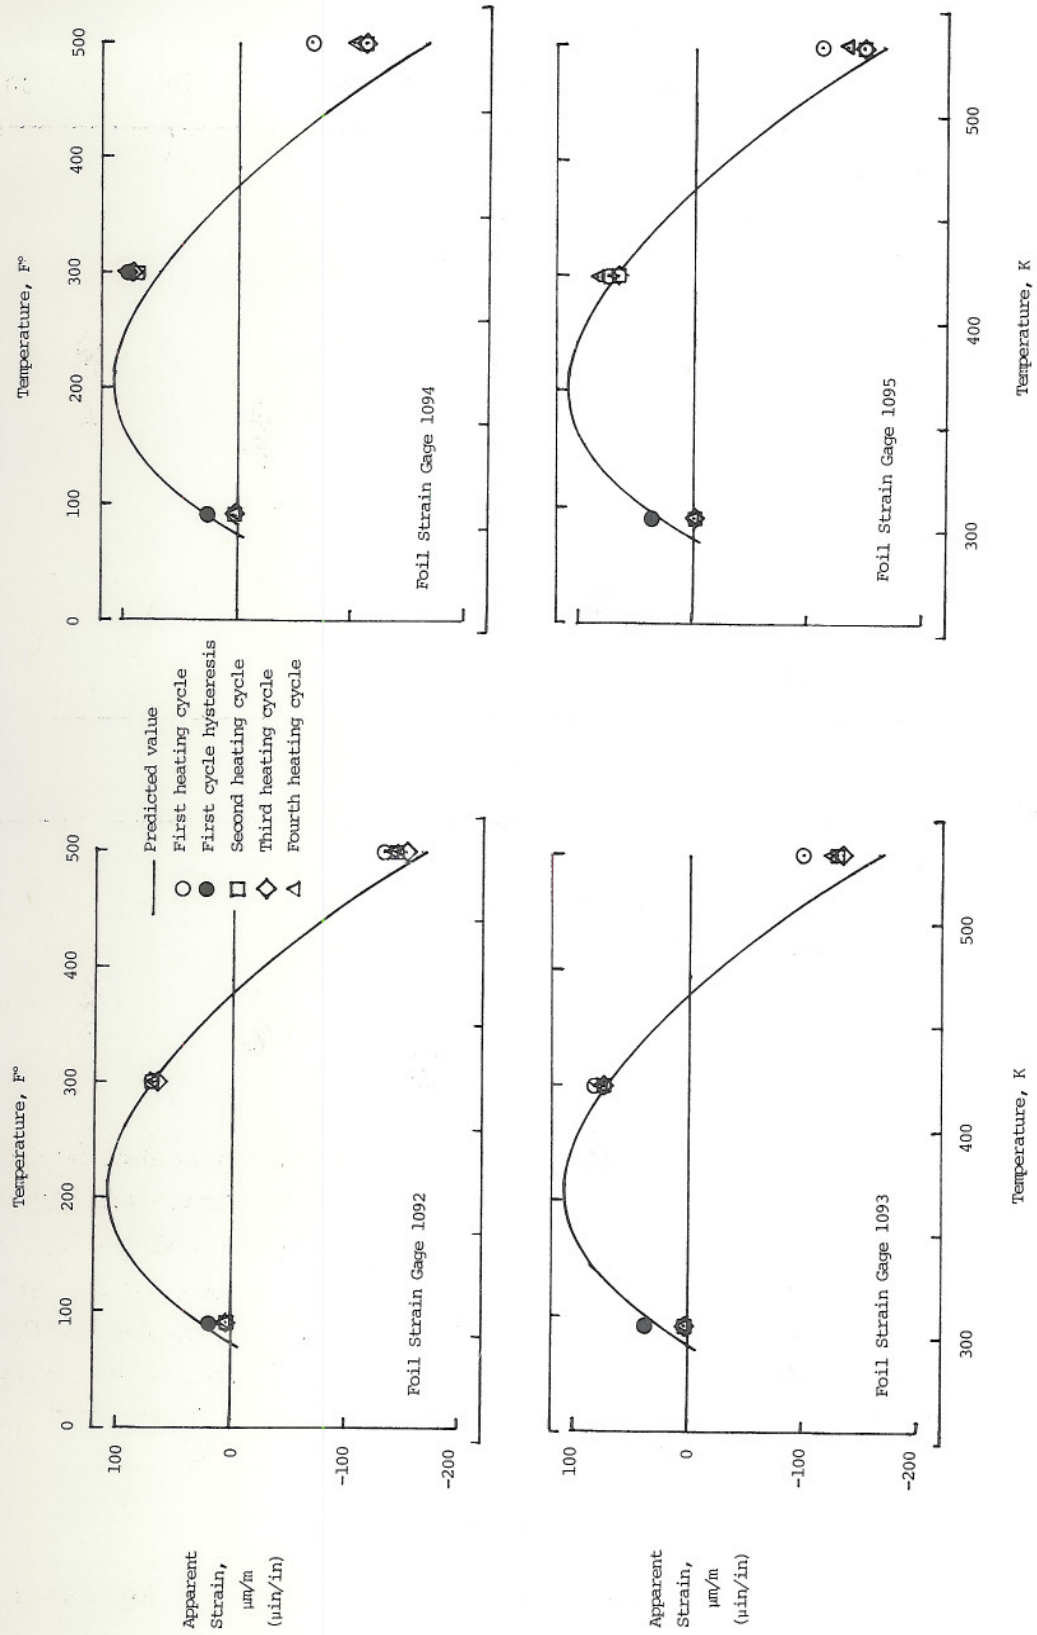 Temperature, F°
0 100 200 300 400 500
Temperature, F°
0 100 200 300 400 500
Predicted value
First heating cycle
First cycle hysteresis
Second heating cycle
Third heating cycle
Fourth heating cycle
Apparent
Strain,
μm/m
(μin/in)
100
0
-100
-200
Foil Strain Gage 1092
Foil Strain Gage 1094
Apparent
Strain,
μm/m
(μin/in)
100
0
-100
-200
Foil Strain Gage 1093
Foil Strain Gage 1095
300 400 500
Temperature, K
300 400 500
Temperature, K